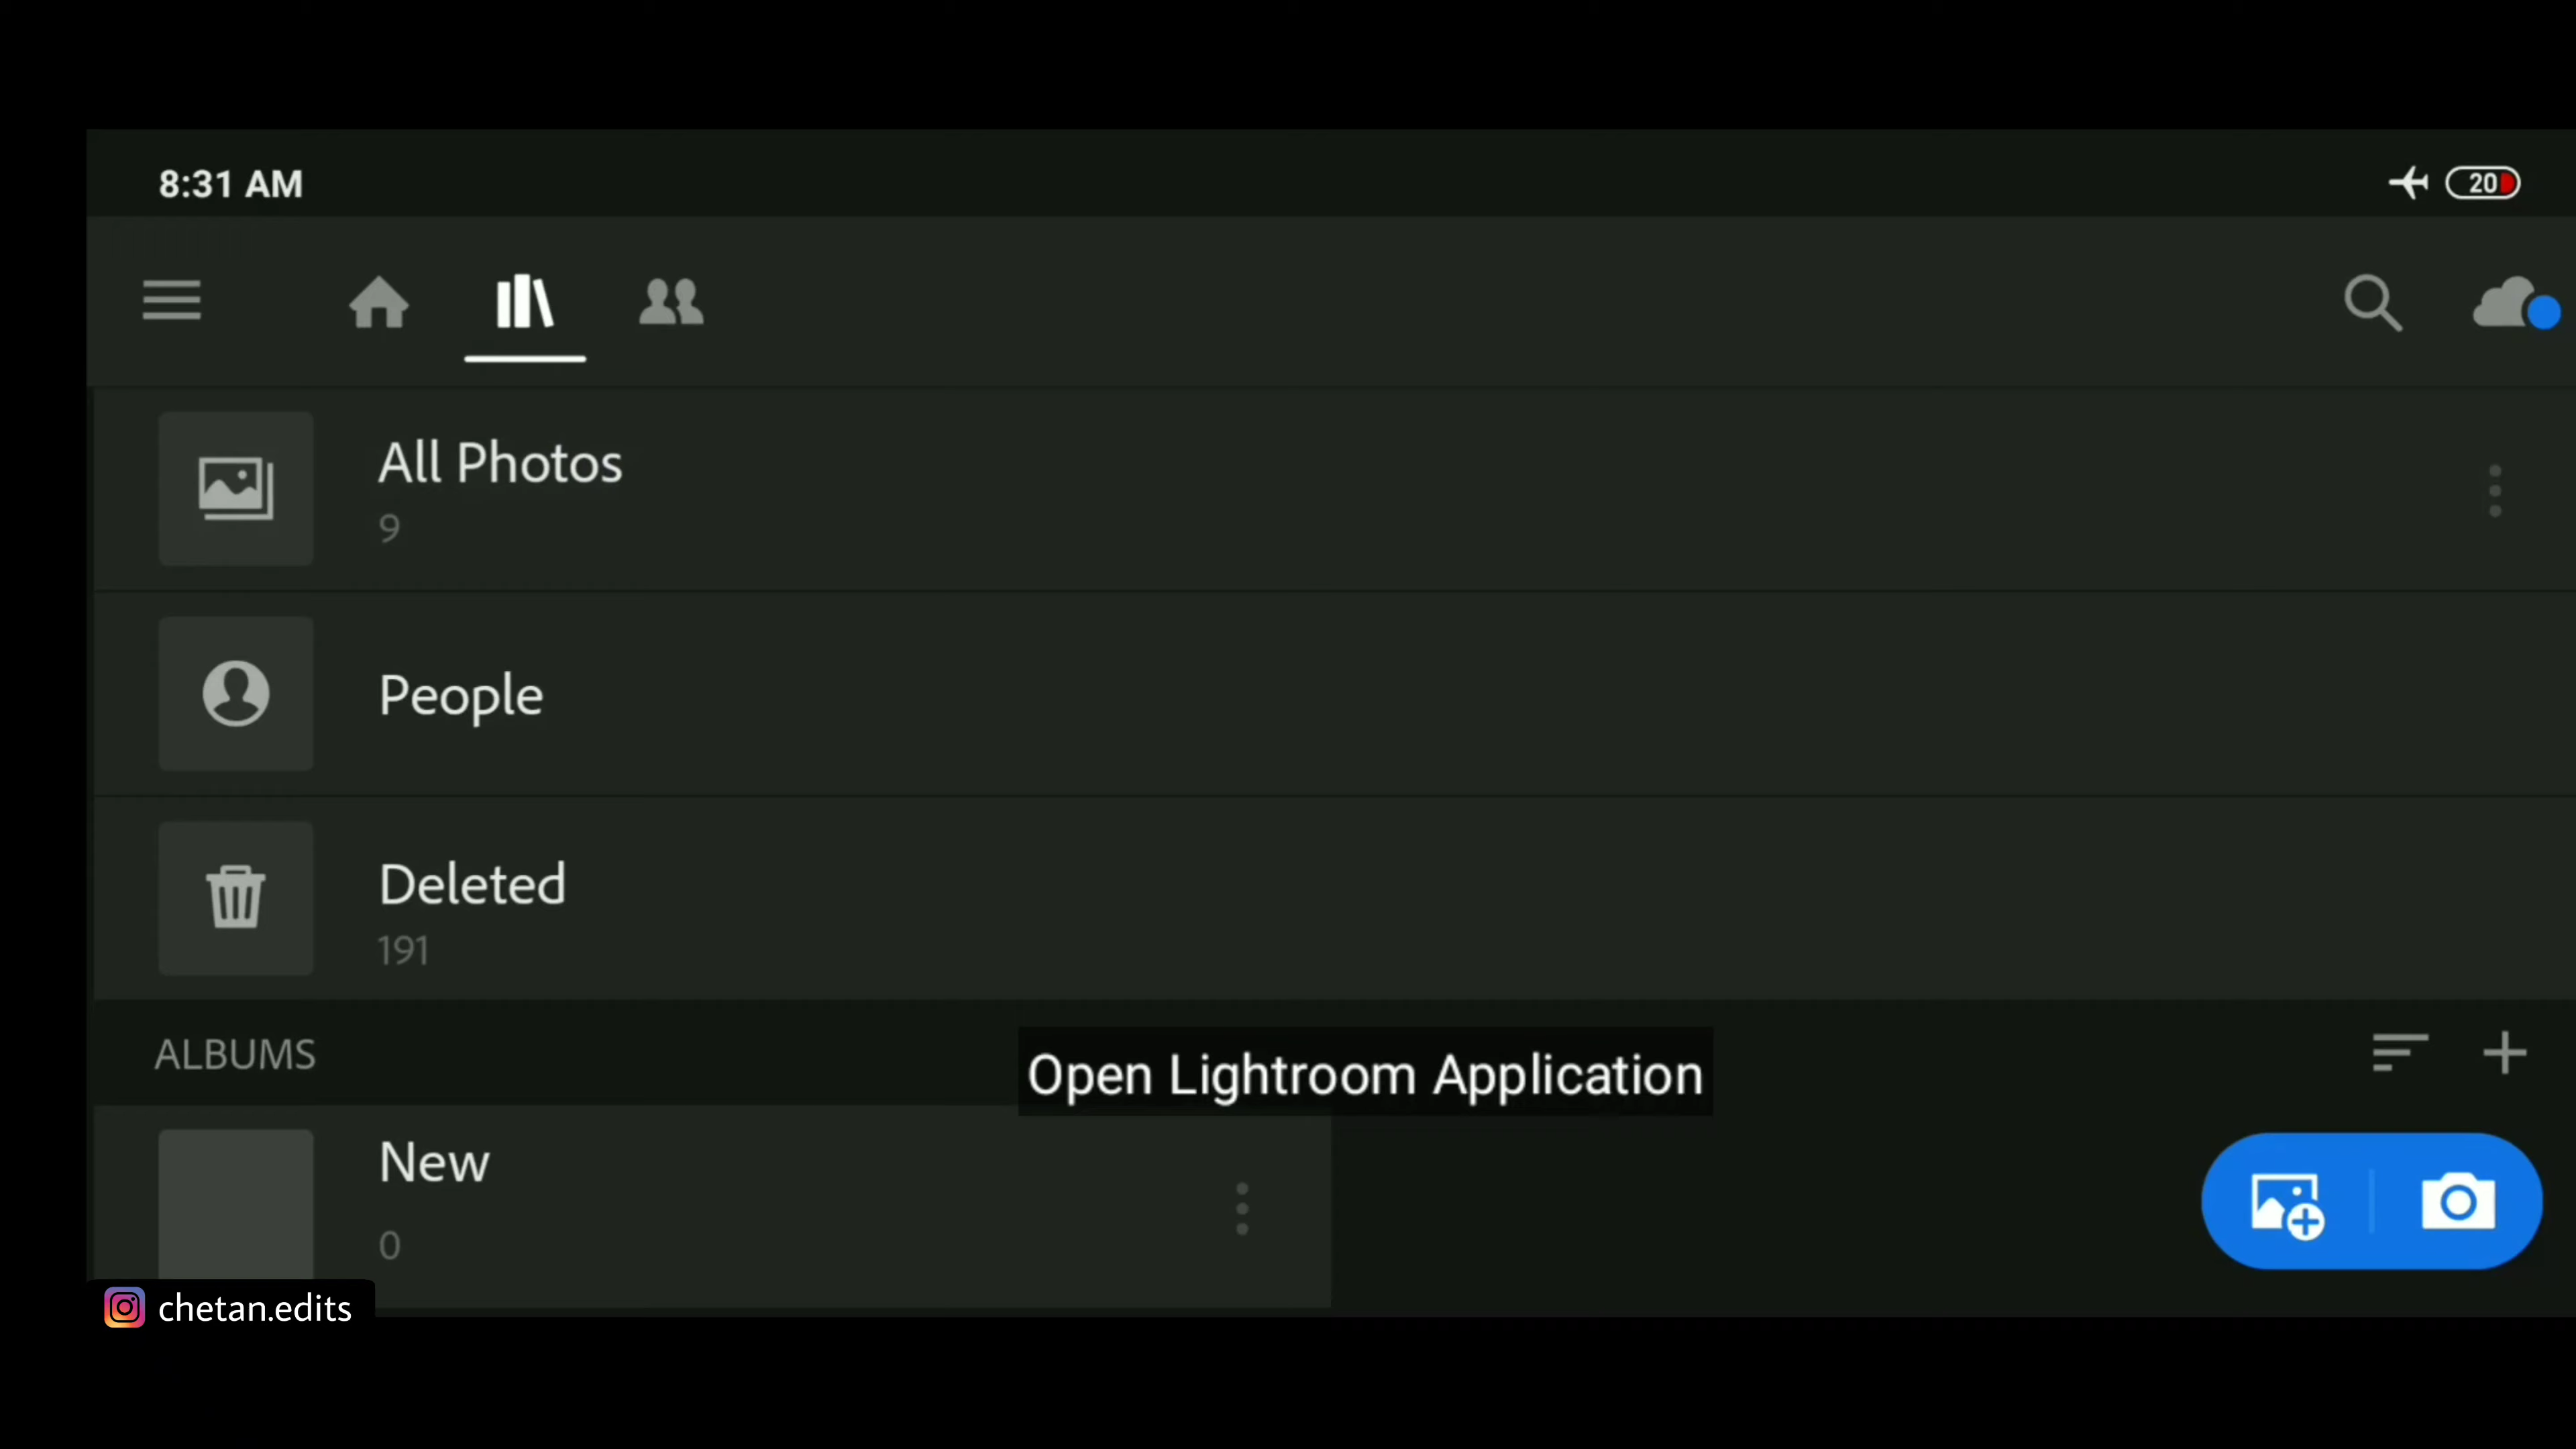 8:31 AM
20
All Photos
9
People
Deleted
191
ALBUMS
Open Lightroom Application
New
0
chetan.edits